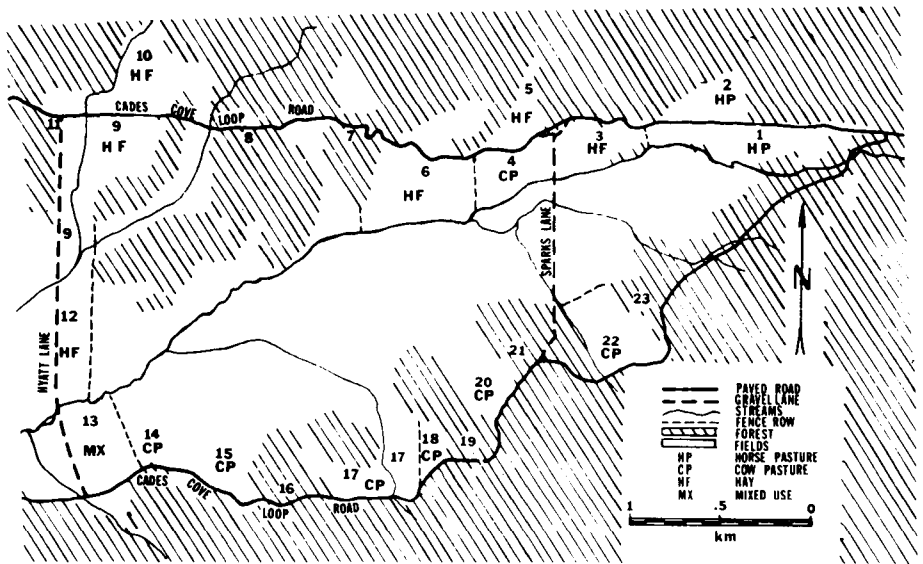 10
HF
2
HP
5
HF
CADES COVE LOOP ROAD
11
9
HF
8
7
3
HF
1
HP
6
HF
4
CP
9
SPARKS LANE
N
12
HF
HYATT LANE
23
22
CP
21
20
CP
13
MX
14
CP
15
CP
18
CP
19
17
17
CP
16
CADES COVE LOOP ROAD
PAVED ROAD
GRAVEL LANE
STREAMS
FENCE ROW
FOREST
FIELDS
HP HORSE PASTURE
CP COW PASTURE
HF HAY
MX MIXED USE
1 .5 0
km